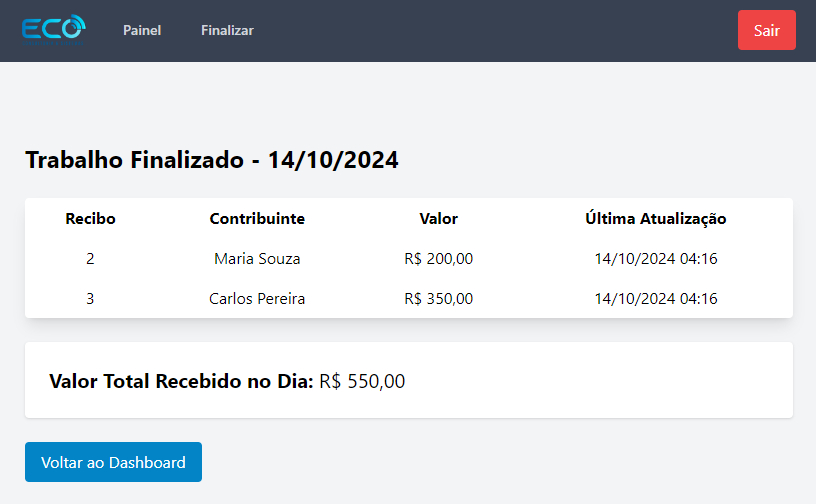 ECO Painel Finalizar Sair
Trabalho Finalizado - 14/10/2024
Recibo Contribuinte Valor Última Atualização
2 Maria Souza R$ 200,00 14/10/2024 04:16
3 Carlos Pereira R$ 350,00 14/10/2024 04:16
Valor Total Recebido no Dia: R$ 550,00
Voltar ao Dashboard